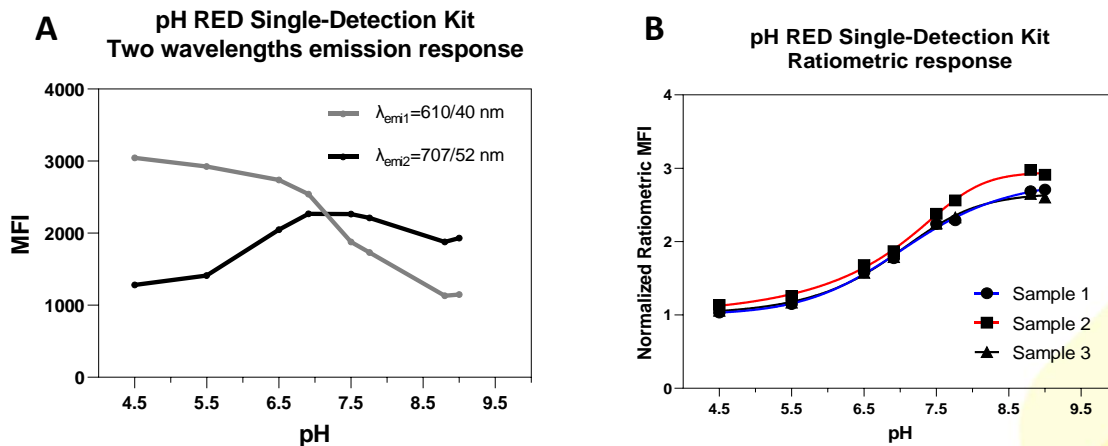 A
pH RED Single-Detection Kit
Two wavelengths emission response
MFI
4000
3000
2000
1000
0
λemi1=610/40 nm
λemi2=707/52 nm
4.5 5.5 6.5 7.5 8.5 9.5
pH
B
pH RED Single-Detection Kit
Ratiometric response
Normalized Ratiometric MFI
4
3
2
1
0
Sample 1
Sample 2
Sample 3
4.5 5.5 6.5 7.5 8.5 9.5
pH